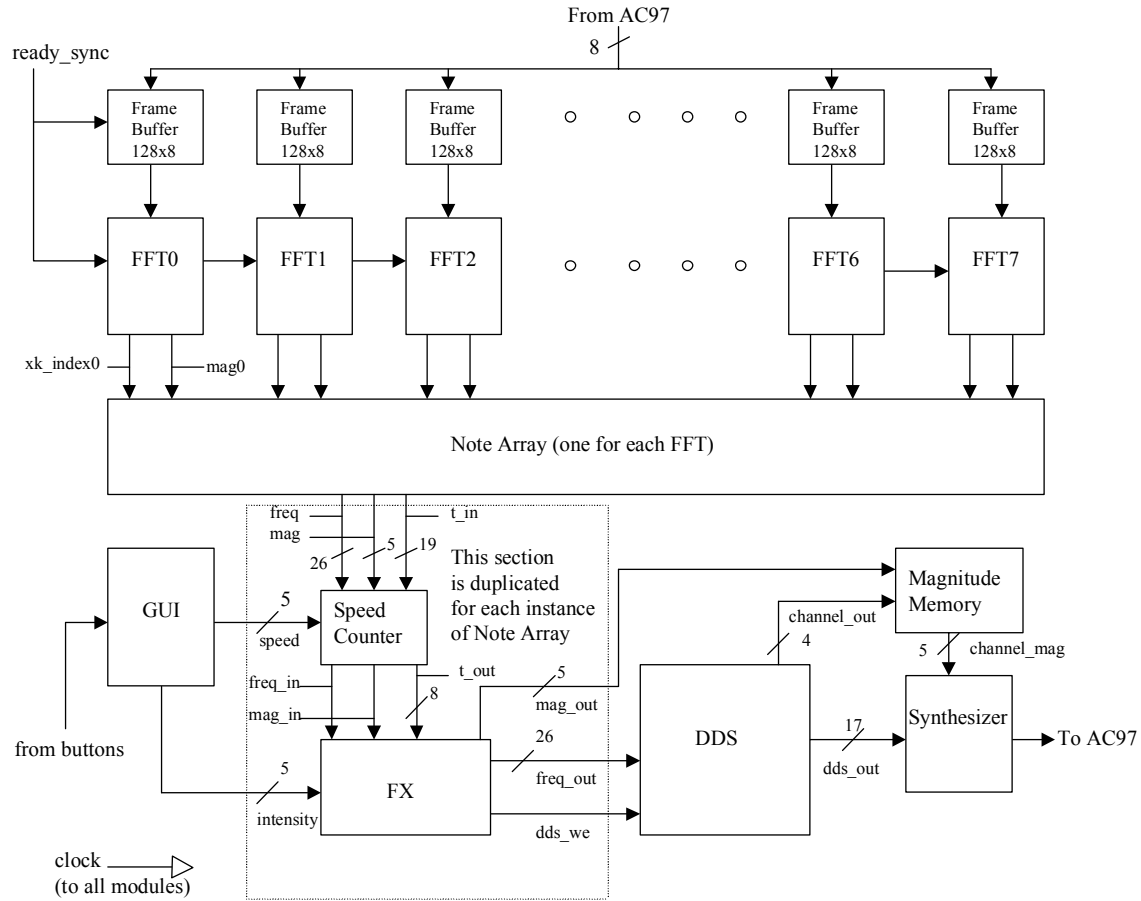 From AC97
8
ready_sync
Frame
Buffer
128x8
Frame
Buffer
128x8
Frame
Buffer
128x8
Frame
Buffer
128x8
Frame
Buffer
128x8
FFT0
FFT1
FFT2
FFT6
FFT7
xk_index0
mag0
Note Array (one for each FFT)
freq
mag
t_in
26
5
19
This section
is duplicated
for each instance
of Note Array
GUI
5
speed
Speed
Counter
Magnitude
Memory
channel_out
4
5
channel_mag
freq_in
mag_in
t_out
8
5
mag_out
from buttons
5
intensity
FX
26
freq_out
dds_we
DDS
17
dds_out
Synthesizer
To AC97
clock
(to all modules)